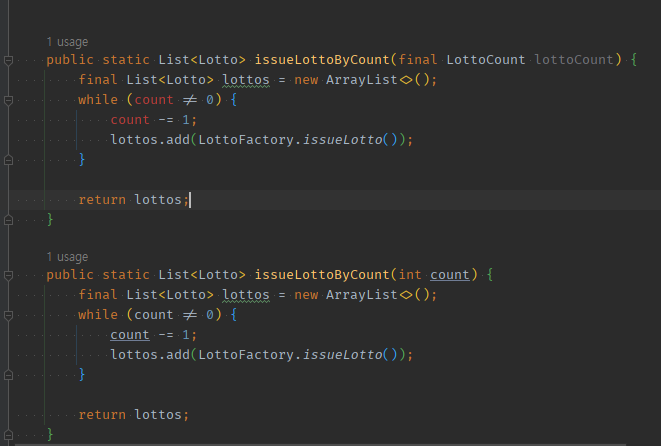 1 usage
public static List<Lotto> issueLottoByCount(final LottoCount lottoCount) {
final List<Lotto> lottos = new ArrayList<>();
while (count ≠ 0) {
count -= 1;
lottos.add(LottoFactory.issueLotto());
}
return lottos;
}
1 usage
public static List<Lotto> issueLottoByCount(int count) {
final List<Lotto> lottos = new ArrayList<>();
while (count ≠ 0) {
count -= 1;
lottos.add(LottoFactory.issueLotto());
}
return lottos;
}